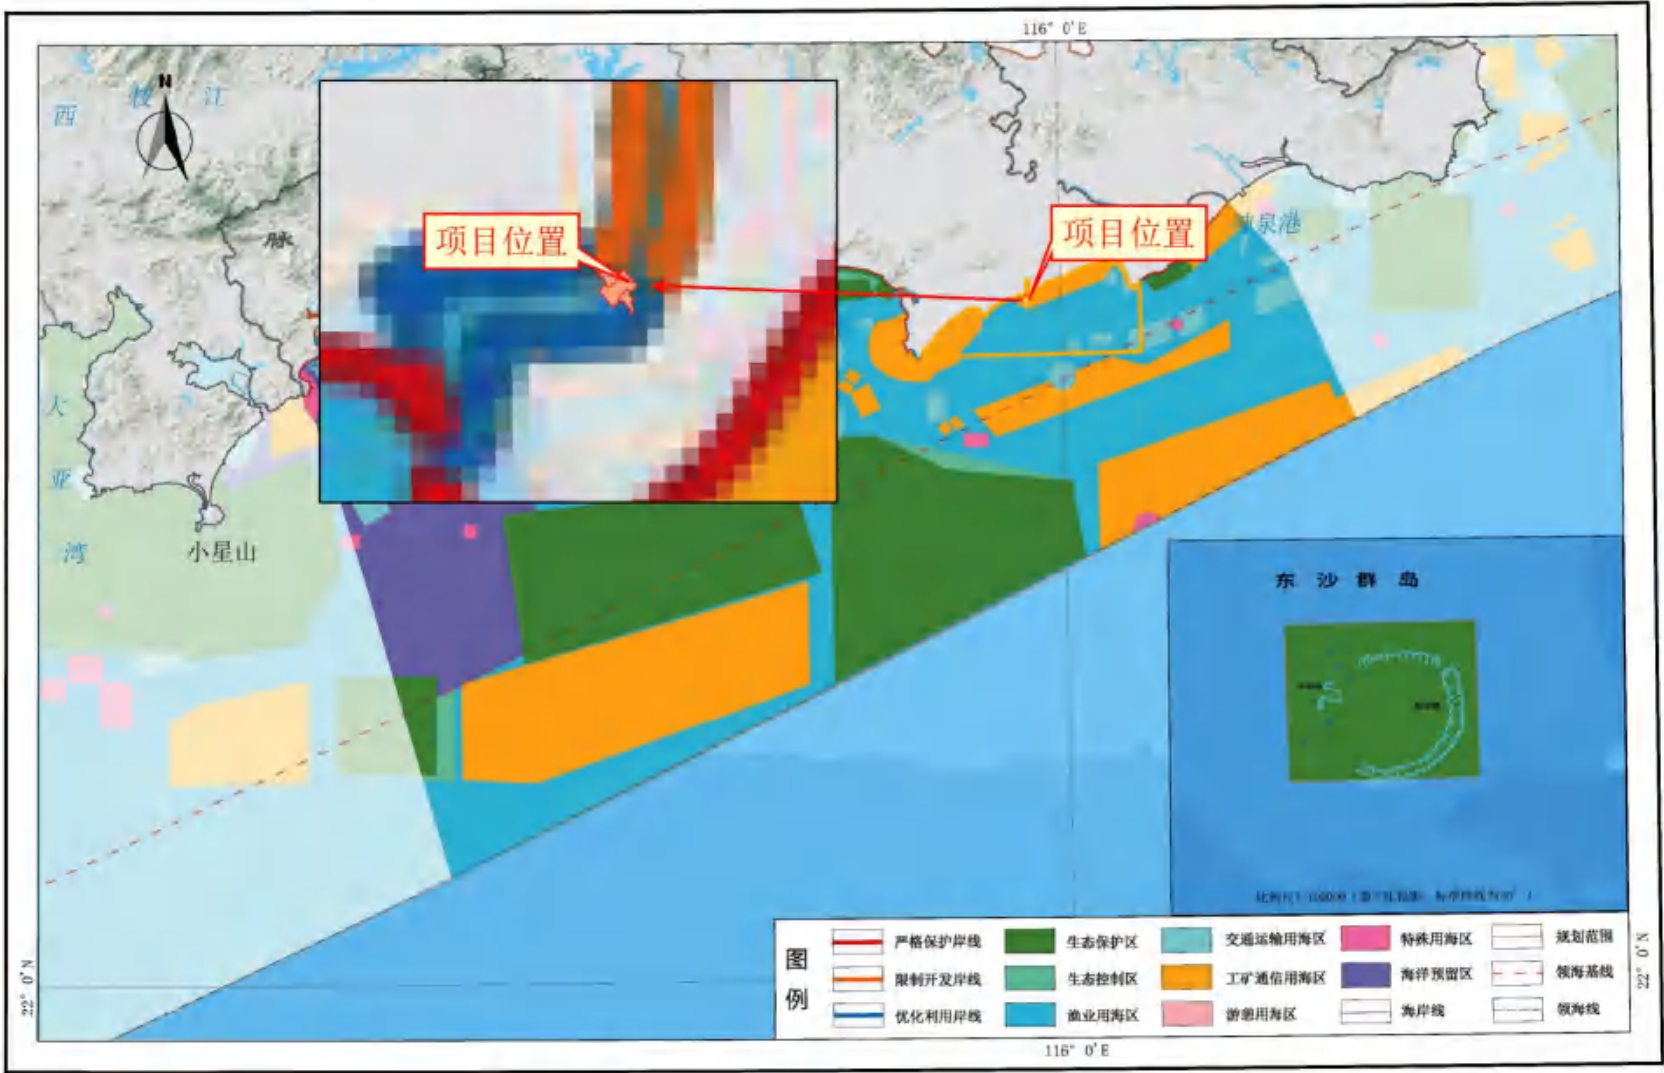 116° 0′E
N
西 枝 江
脉
项目位置
项目位置
泉港
大
亚
湾
小星山
东沙群岛
22° 0′N
22° 0′N
图例
严格保护岸线
限制开发岸线
优化利用岸线
生态保护区
生态控制区
渔业用海区
交通运输用海区
工矿通信用海区
游憩用海区
特殊用海区
海洋预留区
海岸线
规划范围
领海基线
领海线
116° 0′E